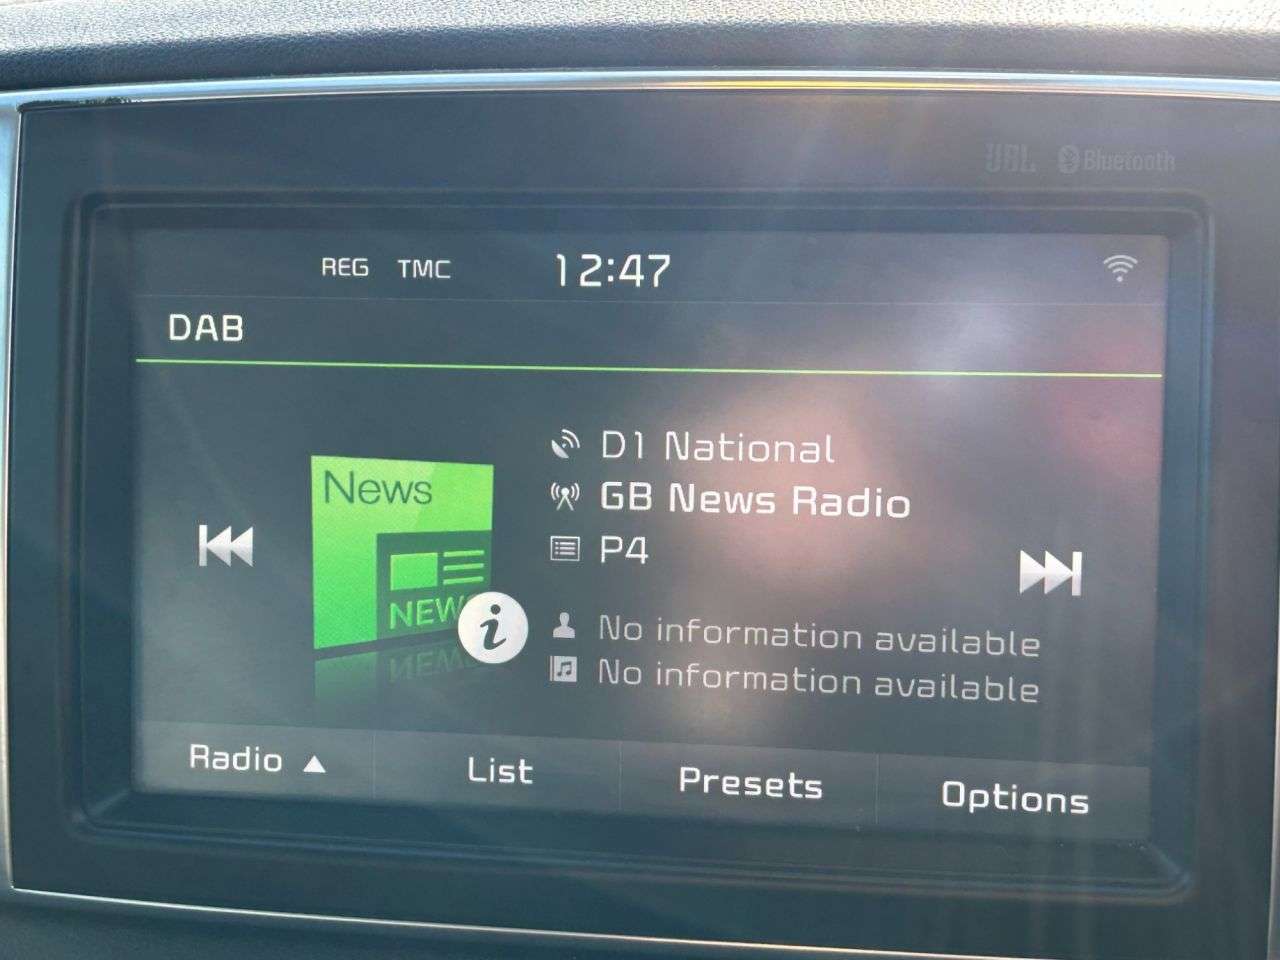 JBL Bluetooth
REG TMC 12:47
DAB
News
NEWS
D1 National
GB News Radio
P4
No information available
No information available
Radio ▲ List Presets Options